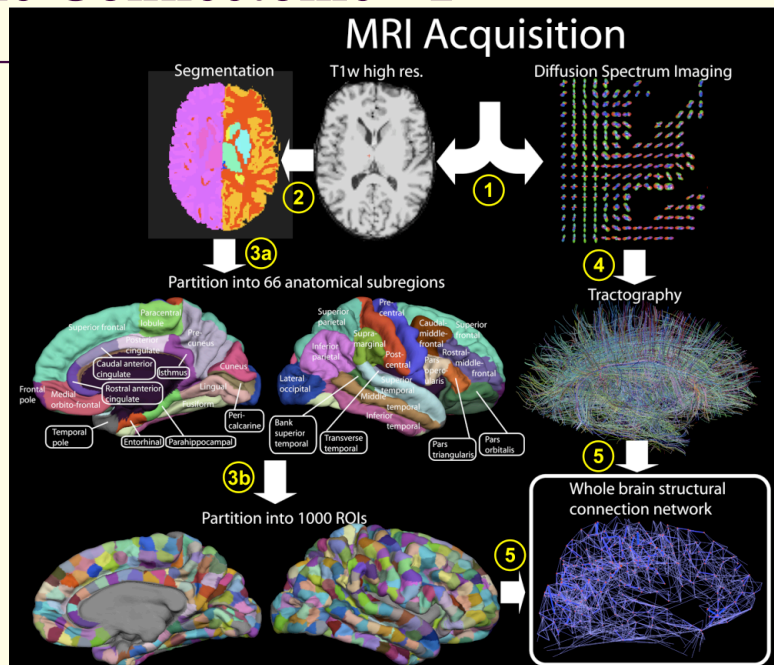 MRI Acquisition
Segmentation
T1w high res.
Diffusion Spectrum Imaging
1
2
3a
4
Partition into 66 anatomical subregions
Tractography
Superior frontal
Paracentral
lobule
Posterior
cingulate
Pre-
cuneus
Caudal anterior
cingulate
Isthmus
Cuneus
Rostral anterior
cingulate
Frontal
pole
Medial
orbito-frontal
Lingual
Fusiform
Peri-
calcarine
Temporal
pole
Entorhinal
Parahippocampal
Superior
parietal
Pre
central
Supra-
marginal
Caudal
middle-
frontal
Superior
frontal
Inferior
parietal
Post-
central
Rostral-
middle-
frontal
Pars
oper-
cularis
Lateral
occipital
Superior
temporal
Middle
temporal
Inferior
temporal
Bank
superior
temporal
Transverse
temporal
Pars
triangularis
Pars
orbitalis
3b
5
Partition into 1000 ROIs
5
Whole brain structural
connection network